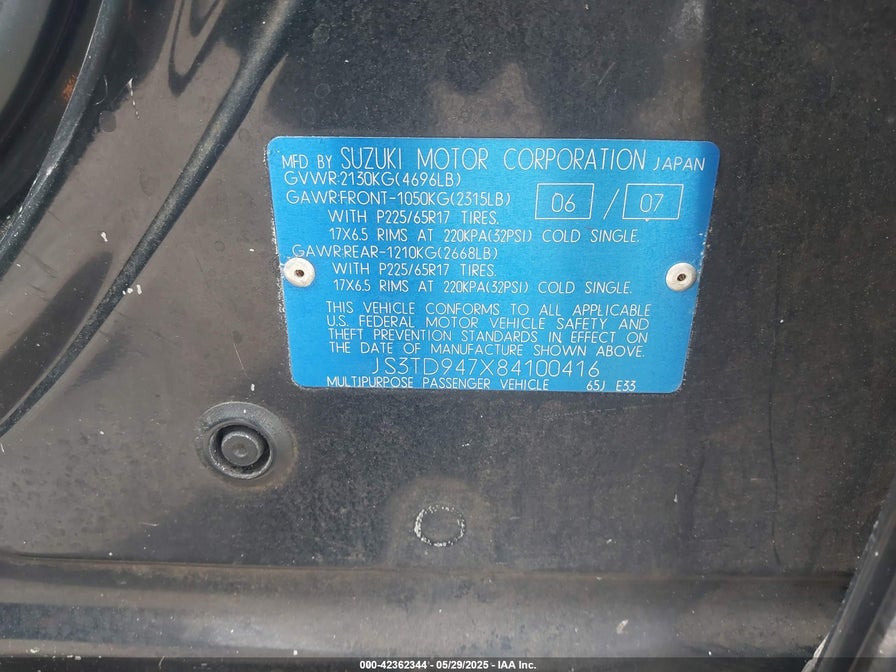 MFD BY SUZUKI MOTOR CORPORATION JAPAN
GVWR:2130KG(4696LB)
GAWR:FRONT-1050KG(2315LB) 06 / 07
WITH P225/65R17 TIRES.
17X6.5 RIMS AT 220KPA(32PSI) COLD SINGLE.
GAWR:REAR-1210KG(2668LB)
WITH P225/65R17 TIRES.
17X6.5 RIMS AT 220KPA(32PSI) COLD SINGLE.
THIS VEHICLE CONFORMS TO ALL APPLICABLE
U.S. FEDERAL MOTOR VEHICLE SAFETY AND
THEFT PREVENTION STANDARDS IN EFFECT ON
THE DATE OF MANUFACTURE SHOWN ABOVE.
JS3TD947X84100416
MULTIPURPOSE PASSENGER VEHICLE 65J E33
000-42362344 / 05/29/2025 - IAA Inc.